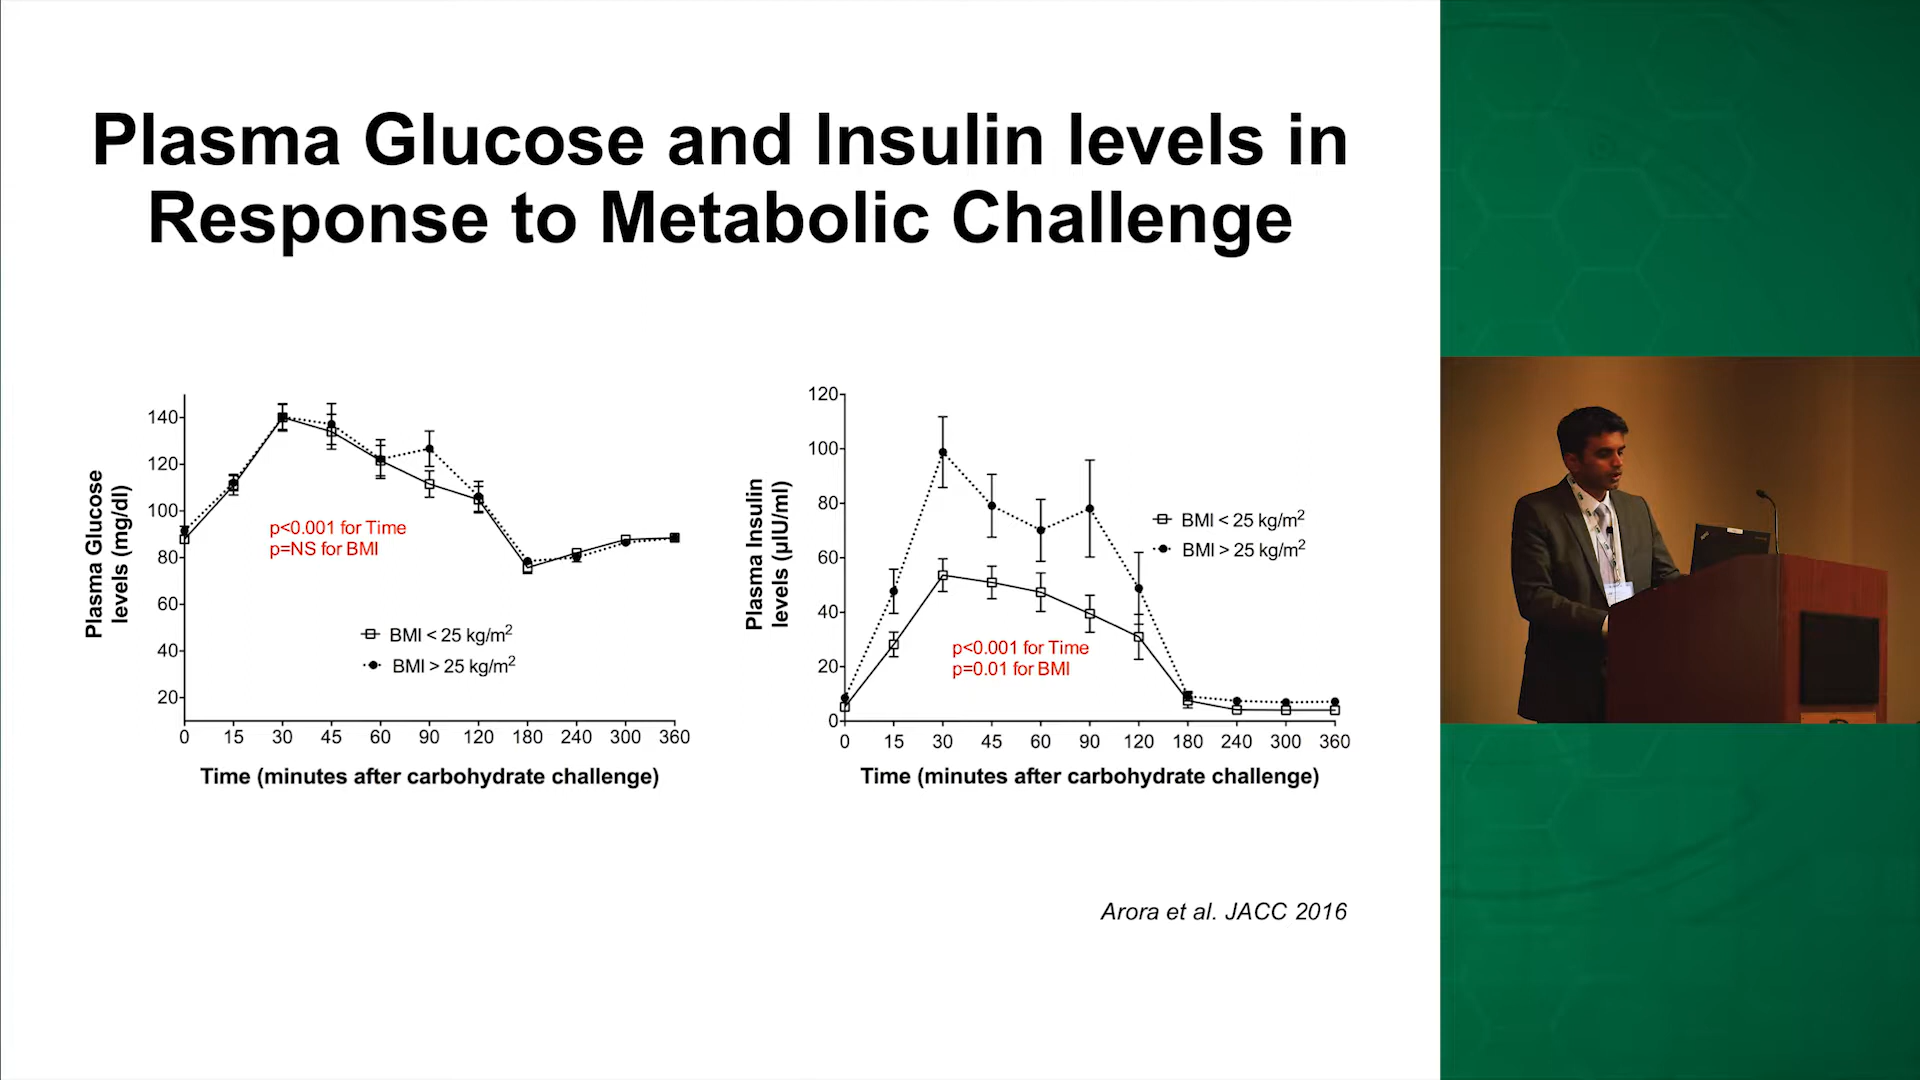 Plasma Glucose and Insulin levels in
Response to Metabolic Challenge
Plasma Glucose
levels (mg/dl)
140
120
100
80
60
40
20
p<0.001 for Time
p=NS for BMI
BMI < 25 kg/m²
BMI > 25 kg/m²
0 15 30 45 60 90 120 180 240 300 360
Time (minutes after carbohydrate challenge)
Plasma Insulin
levels (µIU/ml)
120
100
80
60
40
20
0
BMI < 25 kg/m²
BMI > 25 kg/m²
p<0.001 for Time
p=0.01 for BMI
0 15 30 45 60 90 120 180 240 300 360
Time (minutes after carbohydrate challenge)
Arora et al. JACC 2016